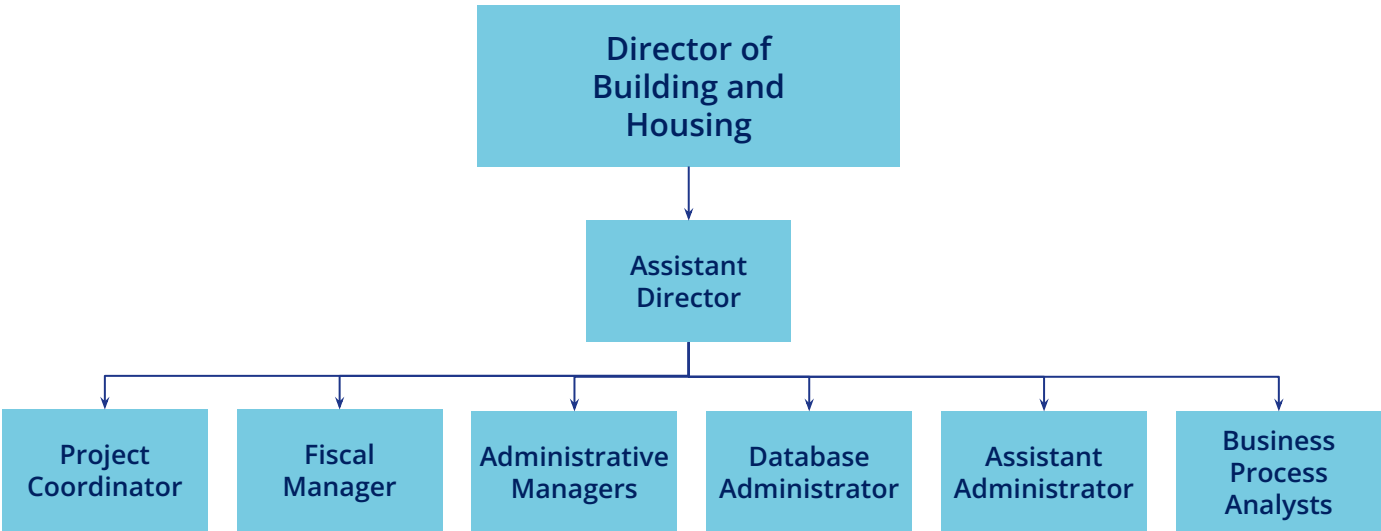 Director of
Building and
Housing
Assistant
Director
Project
Coordinator
Fiscal
Manager
Administrative
Managers
Database
Administrator
Assistant
Administrator
Business
Process
Analysts